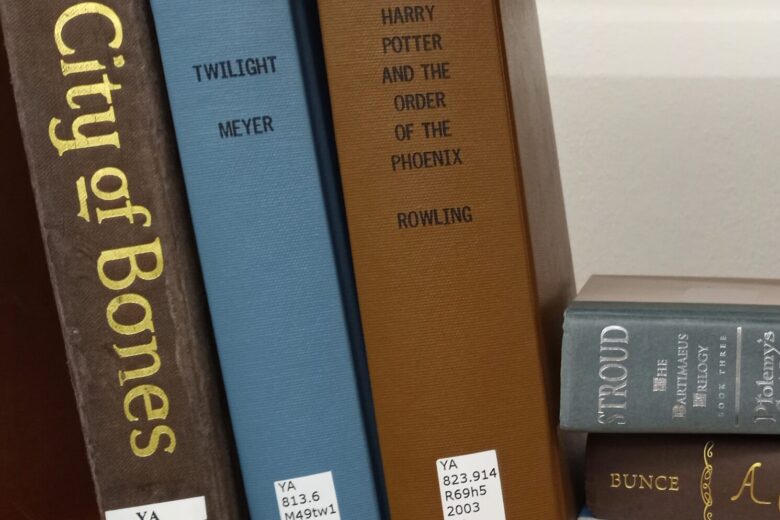 City of Bones
YA
TWILIGHT
MEYER
YA
813.6
M49tw1
HARRY
POTTER
AND THE
ORDER
OF THE
PHOENIX
ROWLING
YA
823.914
R69h5
2003
STROUD
THE
BARTIMAEUS
TRILOGY
BOOK THREE
Ptolemy's
BUNCE
A